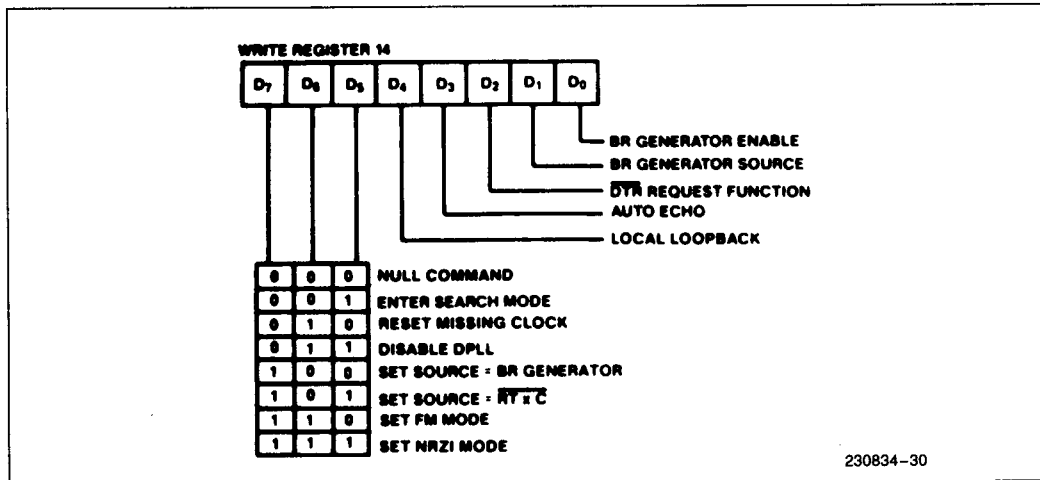 WRITE REGISTER 14
D7 D6 D5 D4 D3 D2 D1 D0
BR GENERATOR ENABLE
BR GENERATOR SOURCE
DTR REQUEST FUNCTION
AUTO ECHO
LOCAL LOOPBACK
0 0 0 NULL COMMAND
0 0 1 ENTER SEARCH MODE
0 1 0 RESET MISSING CLOCK
0 1 1 DISABLE DPLL
1 0 0 SET SOURCE = BR GENERATOR
1 0 1 SET SOURCE = RTxC
1 1 0 SET FM MODE
1 1 1 SET NRZI MODE
230834-30